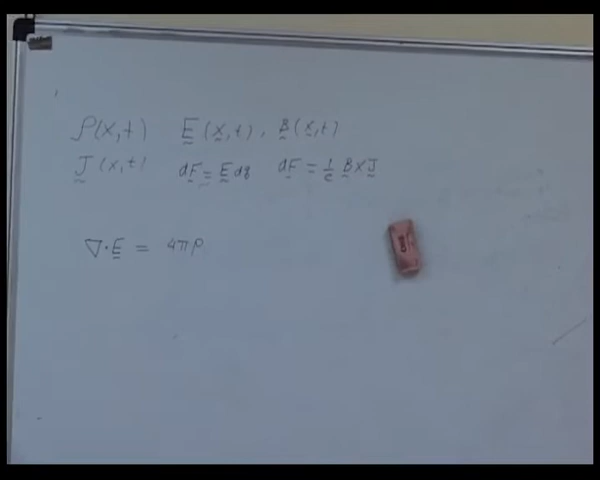 ρ(x,t) E(x,t), B(x,t)
J(x,t) dF = E dq dF = 1/c B×J
∇·E = 4πρ